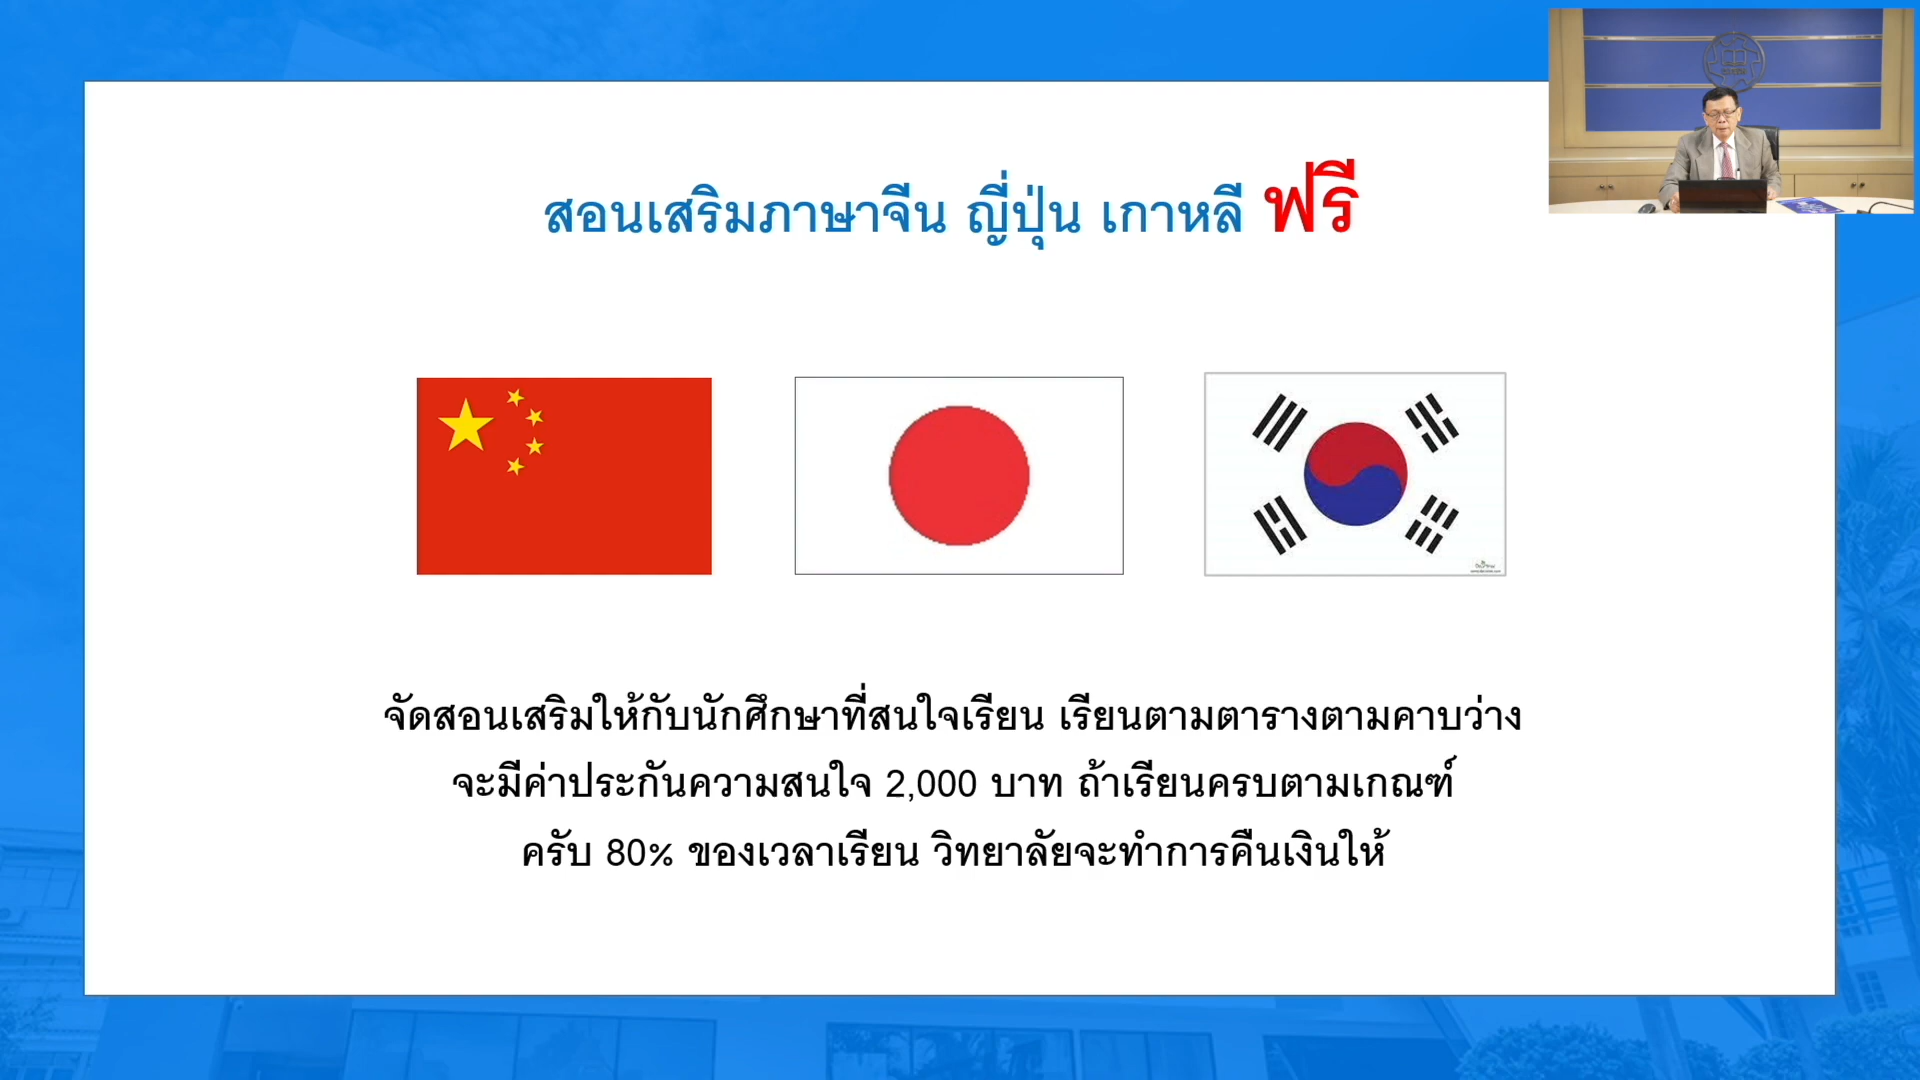 สอนเสริมภาษาจีน ญี่ปุ่น เกาหลี ฟรี
จัดสอนเสริมให้กับนักศึกษาที่สนใจเรียน เรียนตามตารางตามคาบว่าง
จะมีค่าประกันความสนใจ 2,000 บาท ถ้าเรียนครบตามเกณฑ์
ครับ 80% ของเวลาเรียน วิทยาลัยจะทำการคืนเงินให้